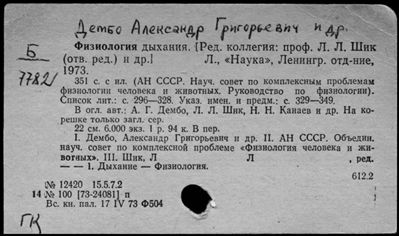 Дембо Александр Григорьевич и др.
Физиология дыхания. [Ред. коллегия: проф. Л. Л. Шик
Б
(отв. ред.) и др.] Л., «Наука», Ленингр. отд-ние,
7782
1973.
351 с. с ил. (АН СССР. Науч. совет по комплексным проблемам
физиологии человека и животных. Руководство по физиологии).
Список лит.: с. 296—328. Указ. имен. и предм.: с. 329—349.
В огл. авт.: А. Г. Дембо, Л. Л. Шик, Н. Н. Канаев и др. На ко-
решке только загл. сер.
22 см. 6.000 экз. 1 р. 94 к. В пер.
I. Дембо, Александр Григорьевич и др. II. АН СССР. Объедин.
науч. совет по комплексной проблеме «Физиология человека и жи-
вотных». III. Шик, Л Л , ред.
— — 1. Дыхание — Физиология.
612.2
№ 12420 15.5.7.2
14 № 100 [73-24081] п
Вс. кн. пал. 17 IV 73 Ф504
ГК